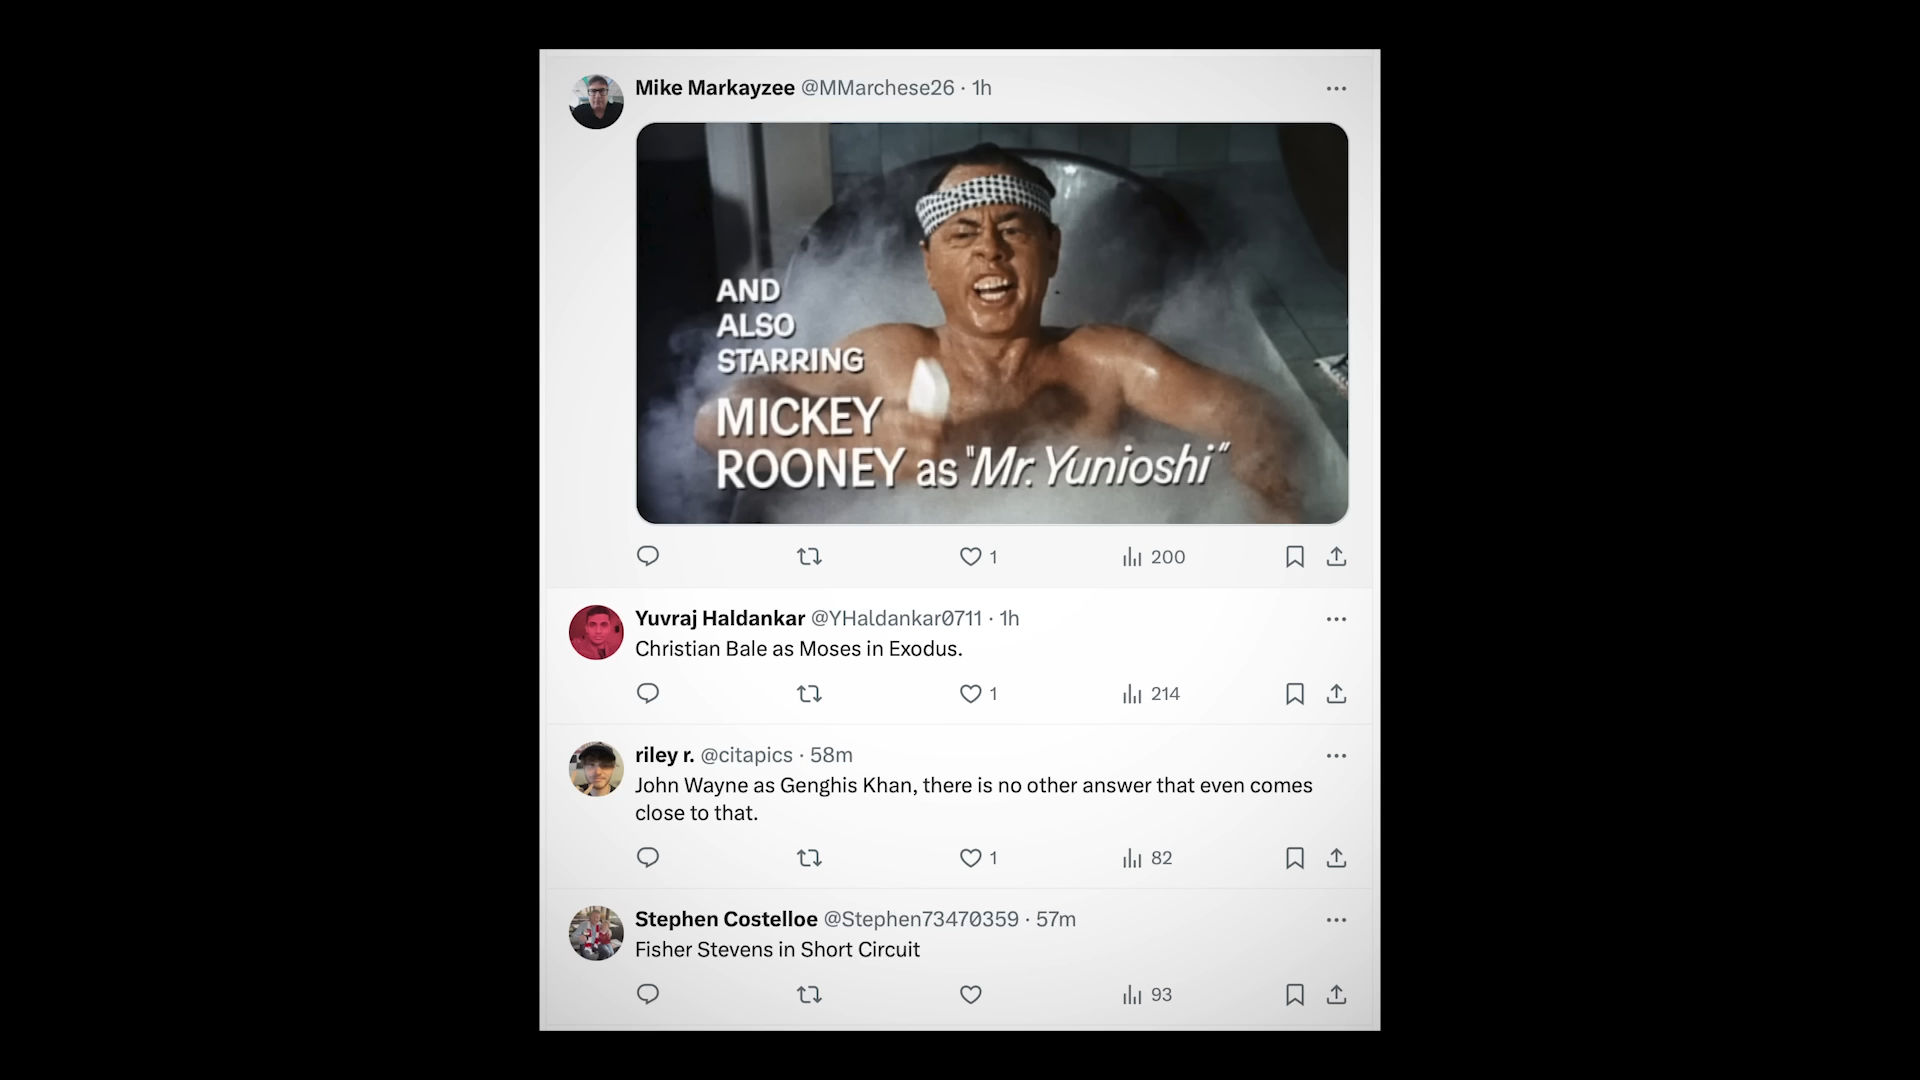 Mike Markayzee @MMarchese26 · 1h
AND
ALSO
STARRING
MICKEY
ROONEY as "Mr. Yunioshi"
1 200
Yuvraj Haldankar @YHaldankar0711 · 1h
Christian Bale as Moses in Exodus.
1 214
riley r. @citapics · 58m
John Wayne as Genghis Khan, there is no other answer that even comes
close to that.
1 82
Stephen Costelloe @Stephen73470359 · 57m
Fisher Stevens in Short Circuit
93